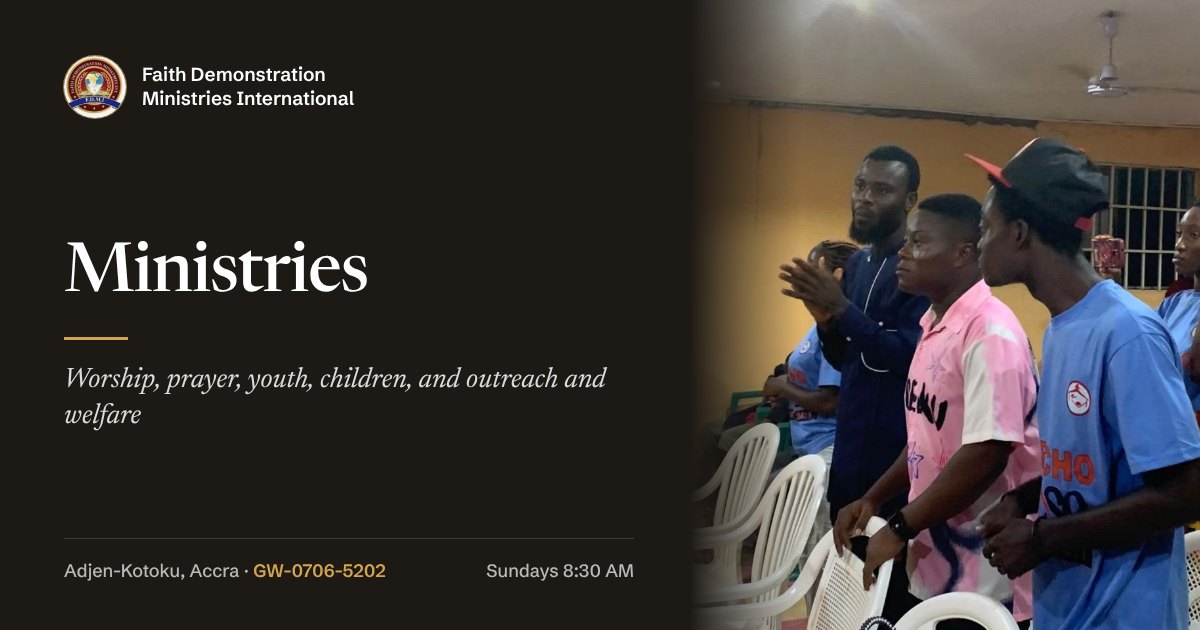 Faith Demonstration
Ministries International
F.D.M.I
Ministries
Worship, prayer, youth, children, and outreach and
welfare
Adjen-Kotoku, Accra · GW-0706-5202
Sundays 8:30 AM
CHO